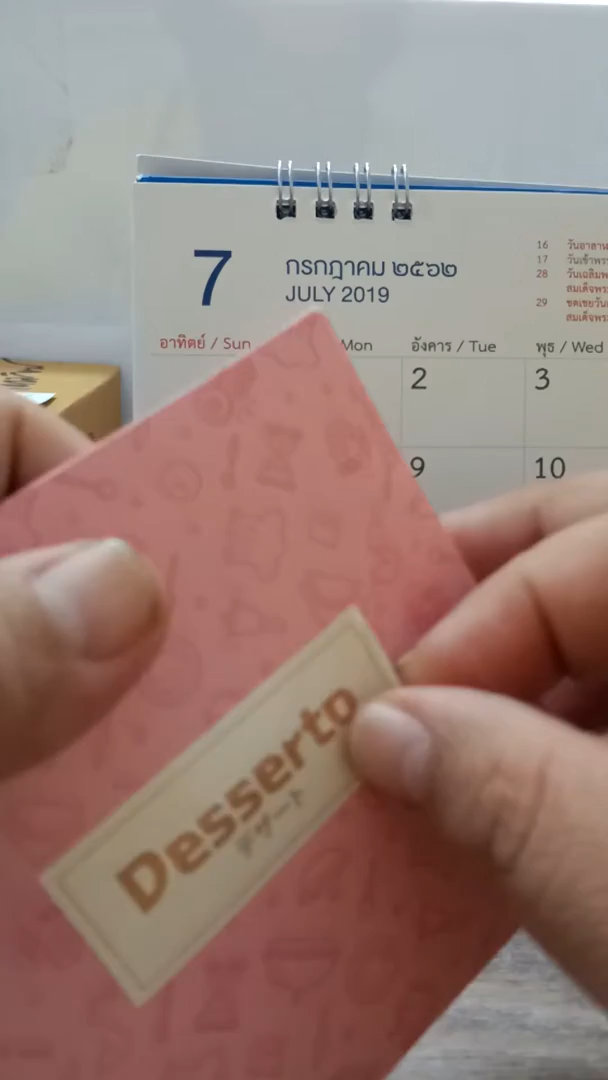 7
กรกฎาคม ๒๕๖๒
JULY 2019
16
17
28
29
อาทิตย์ / Sun
Mon
อังคาร / Tue
พุธ / Wed
2
3
9
10
Desserto
デザート